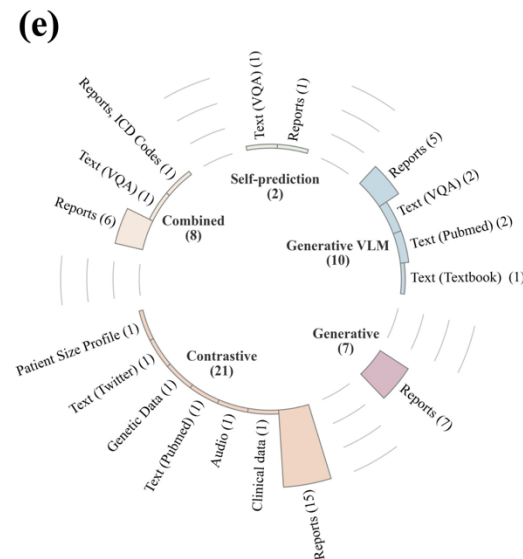 (e)
Reports, ICD Codes (1)
Text (VQA) (1)
Reports (6)
Combined
(8)
Text (VQA) (1)
Reports (1)
Self-prediction
(2)
Reports (5)
Text (VQA) (2)
Text (Pubmed) (2)
Text (Textbook) (1)
Generative VLM
(10)
Generative
(7)
Reports (7)
Contrastive
(21)
Patient Size Profile (1)
Text (Twitter) (1)
Genetic Data (1)
Text (Pubmed) (1)
Audio (1)
Clinical data (1)
Reports (15)